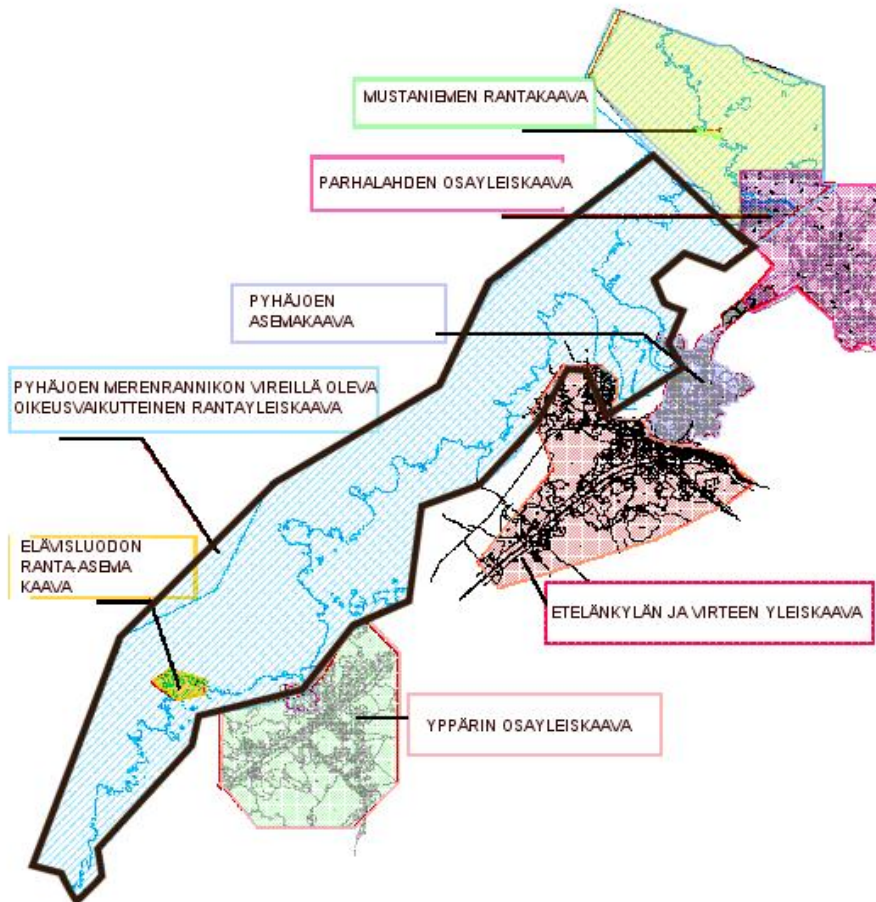 MUSTANIEMEN RANTAKAAVA
PARHALAHDEN OSAYLEISKAAVA
PYHÄJOEN
ASEMAKAAVA
PYHÄJOEN MERENRANNIKON VIREILLÄ OLEVA
OIKEUSVAIKUTTEINEN RANTAYLEISKAAVA
ELÄVISLUODON
RANTA-ASEMA
KAAVA
ETELÄNKYLÄN JA VIRTEEN YLEISKAAVA
YPPÄRIN OSAYLEISKAAVA